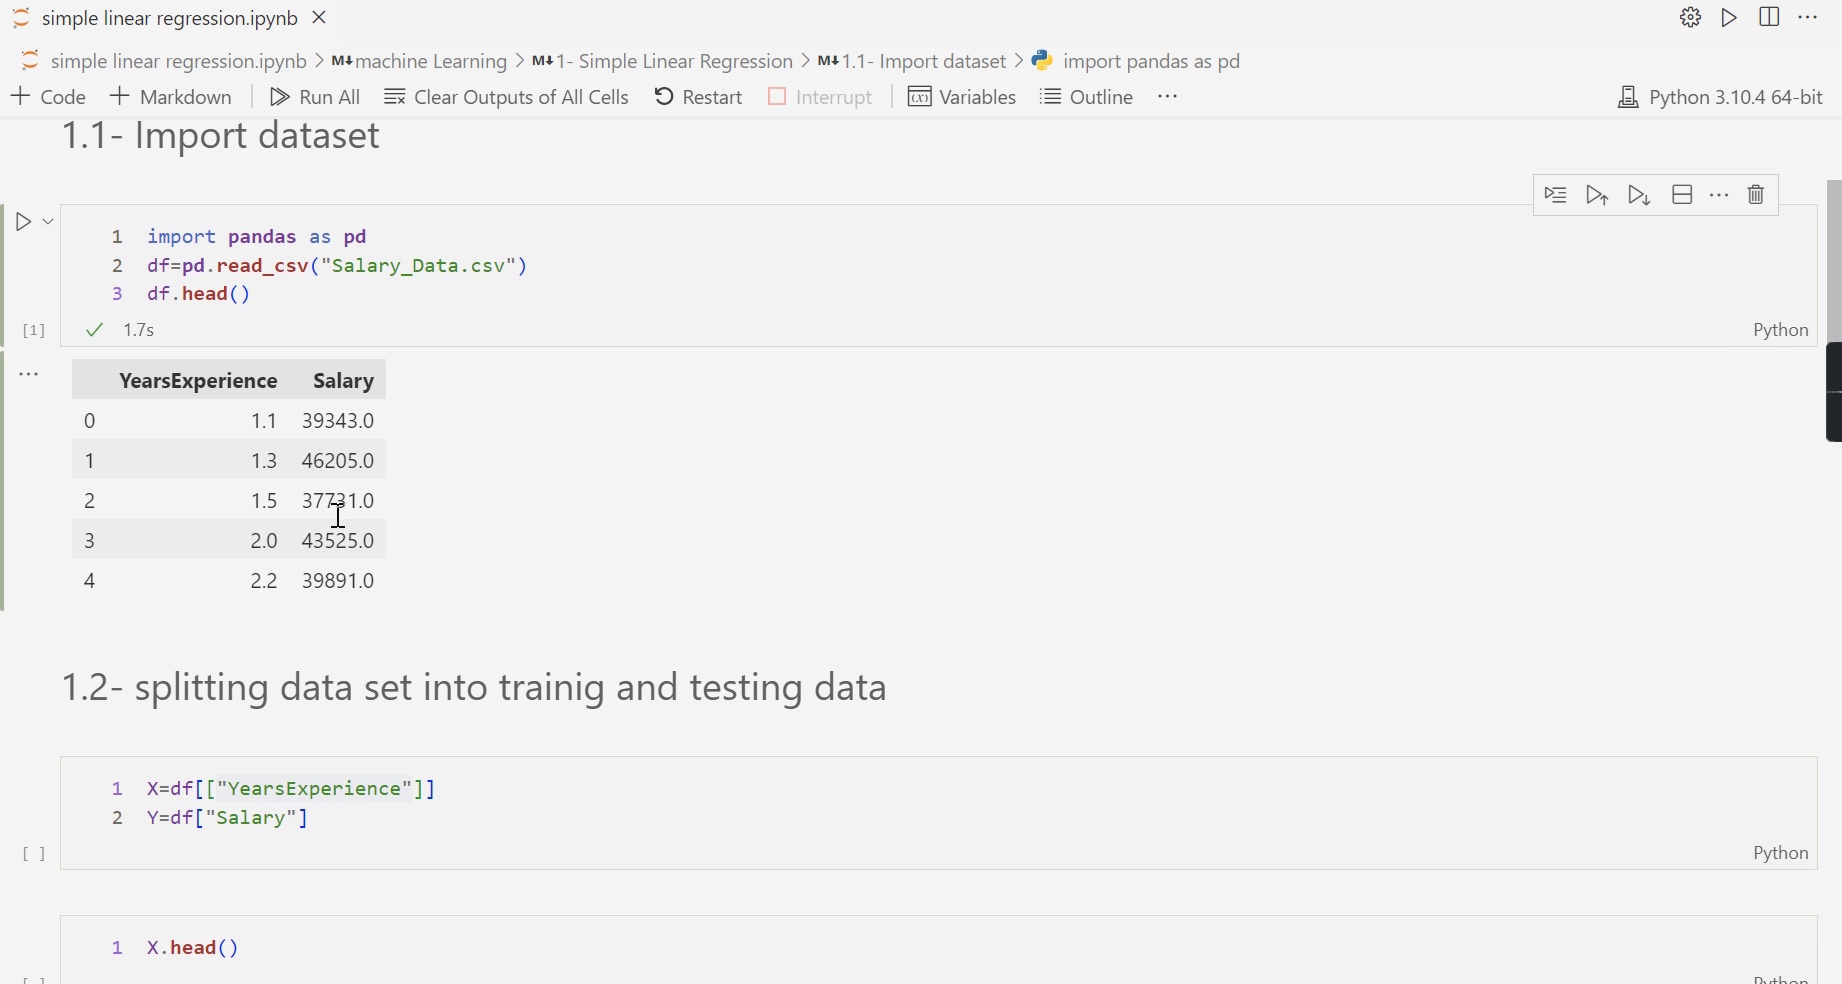 simple linear regression.ipynb
simple linear regression.ipynb > M↓machine Learning > M↓1- Simple Linear Regression > M↓1.1- Import dataset > import pandas as pd
+ Code + Markdown Run All Clear Outputs of All Cells Restart Interrupt (x) Variables Outline ··· Python 3.10.4 64-bit
1.1- Import dataset
1 import pandas as pd
2 df=pd.read_csv("Salary_Data.csv")
3 df.head()
[1] ✓ 1.7s Python
YearsExperience Salary
0 1.1 39343.0
1 1.3 46205.0
2 1.5 37731.0
3 2.0 43525.0
4 2.2 39891.0
1.2- splitting data set into trainig and testing data
1 X=df[["YearsExperience"]]
2 Y=df["Salary"]
[ ] Python
1 X.head()
[ ] Python